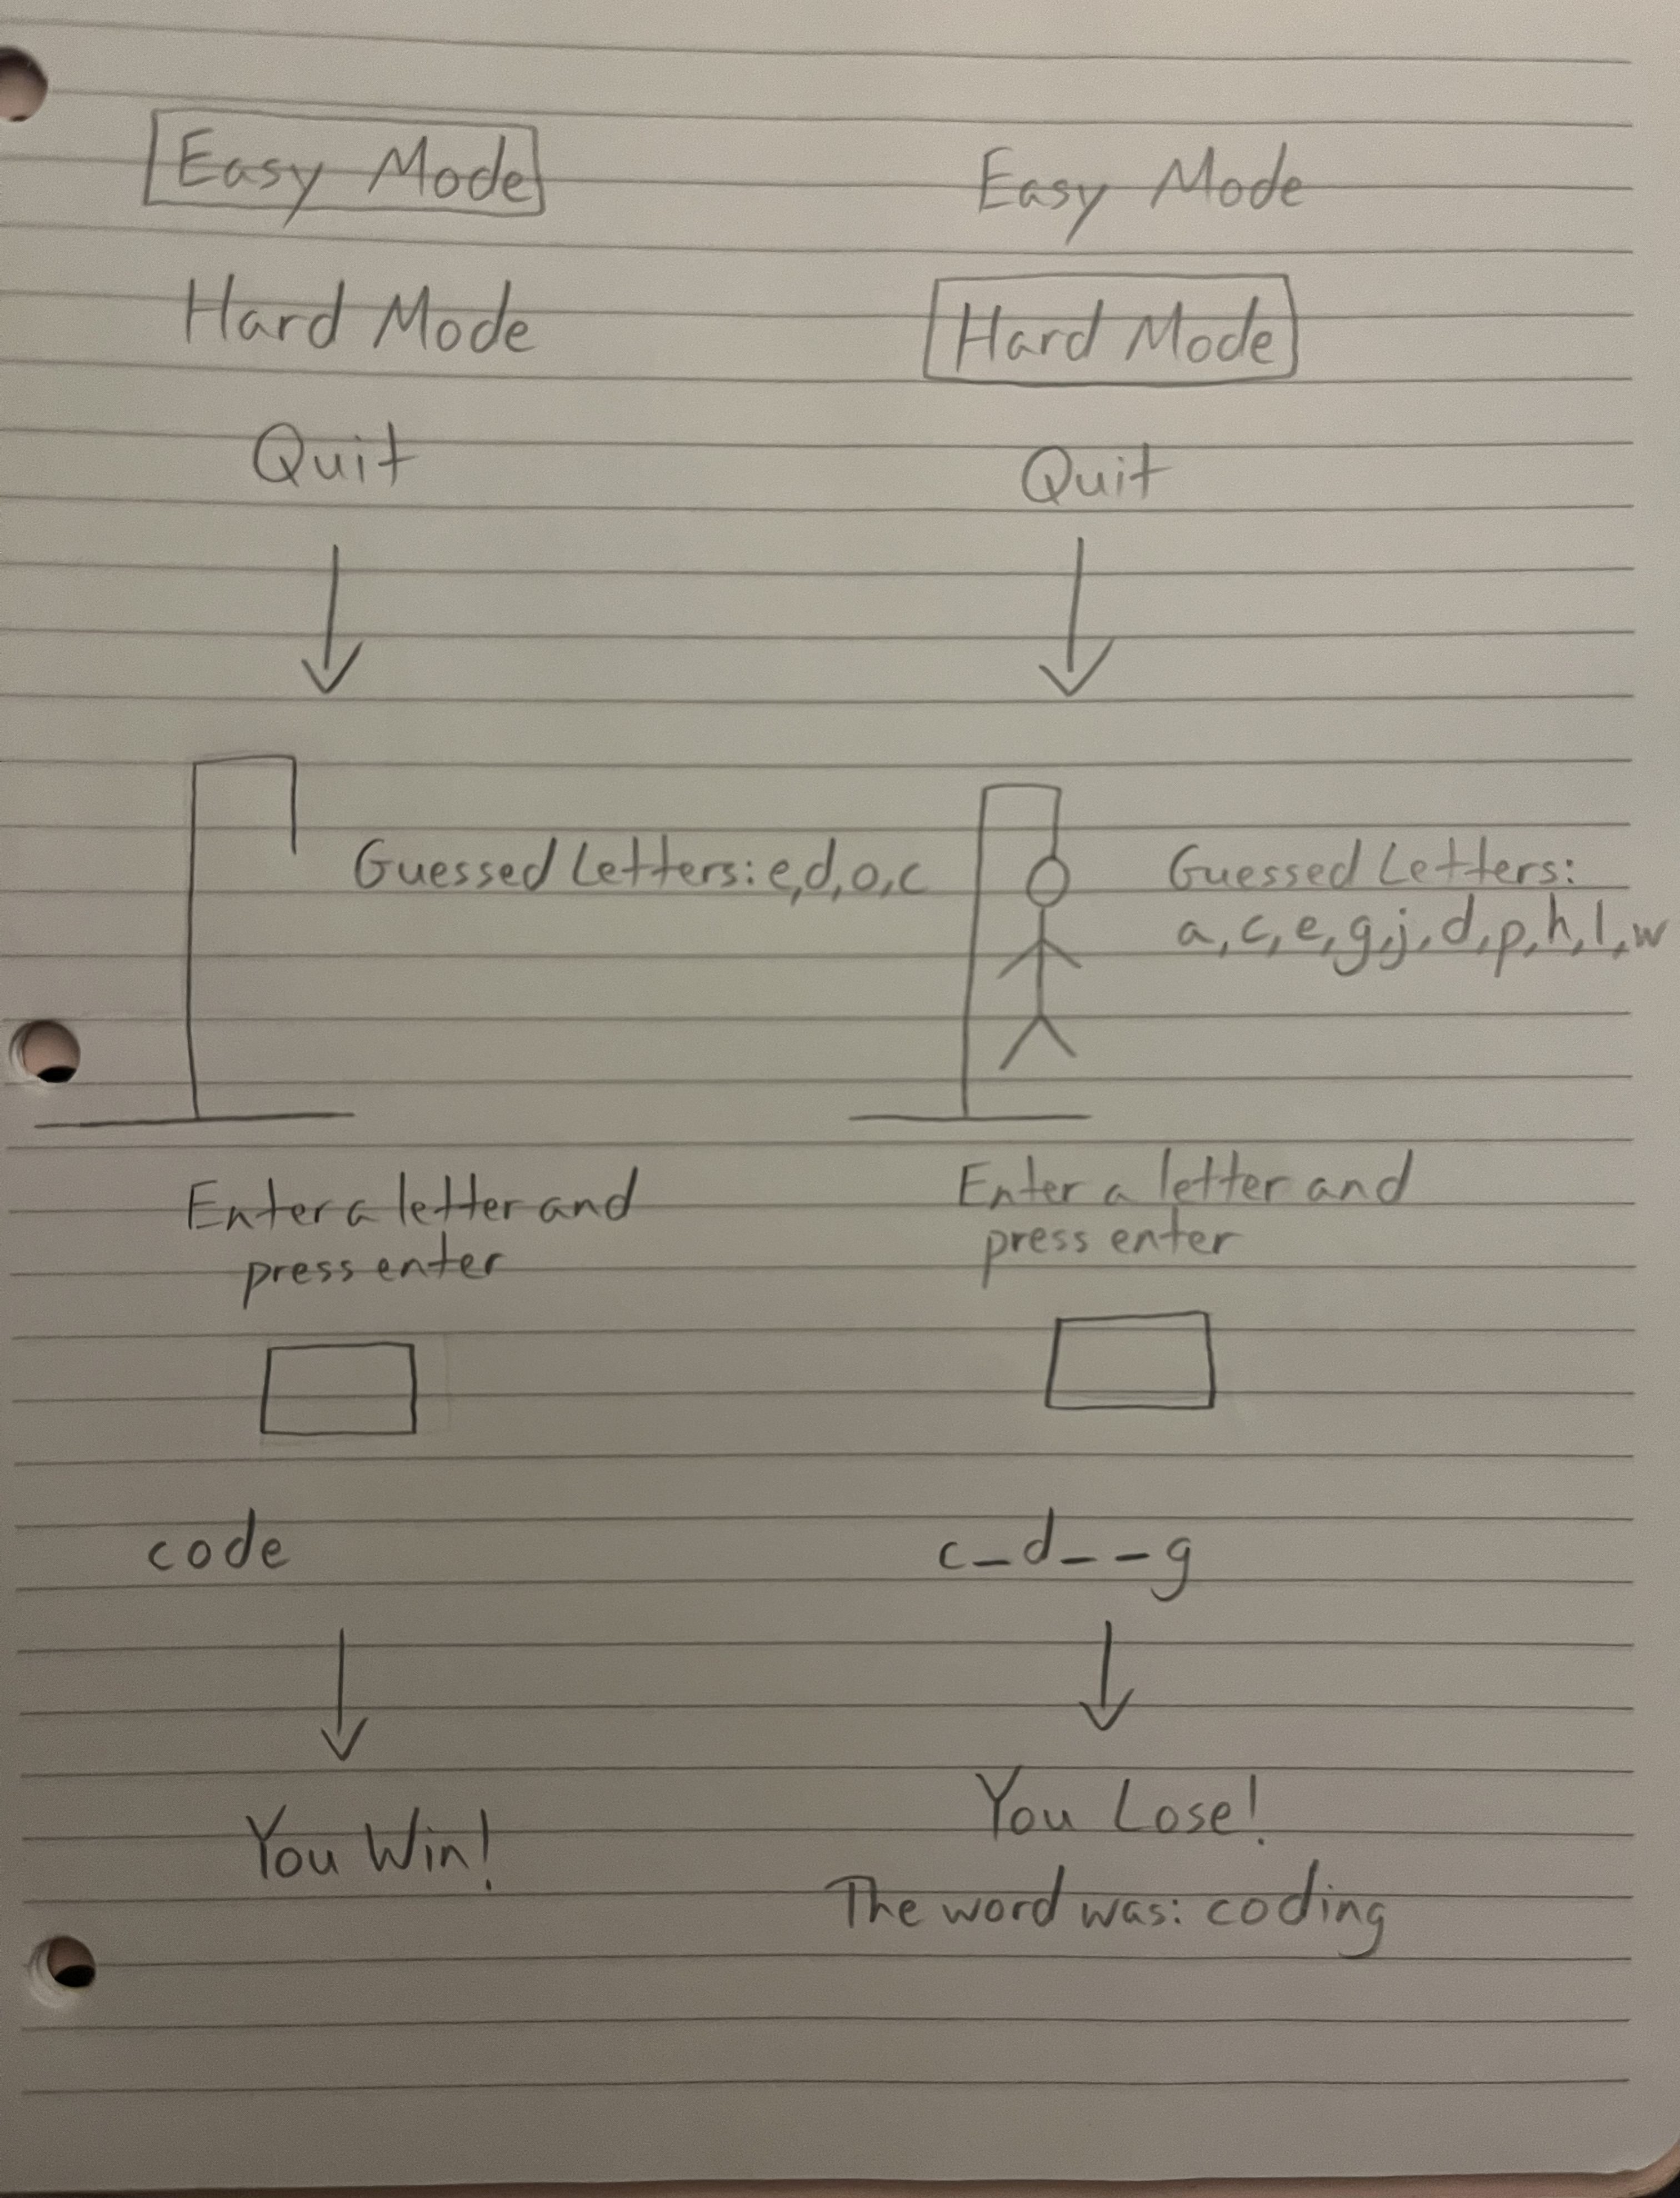 Easy Mode
Hard Mode
Quit
Guessed Letters: e,d,o,c
Enter a letter and
press enter
code
You Win!
Easy Mode
Hard Mode
Quit
Guessed Letters:
a,c,e,g,j,d,p,h,l,w
Enter a letter and
press enter
c_d__g
You Lose!
The word was: coding